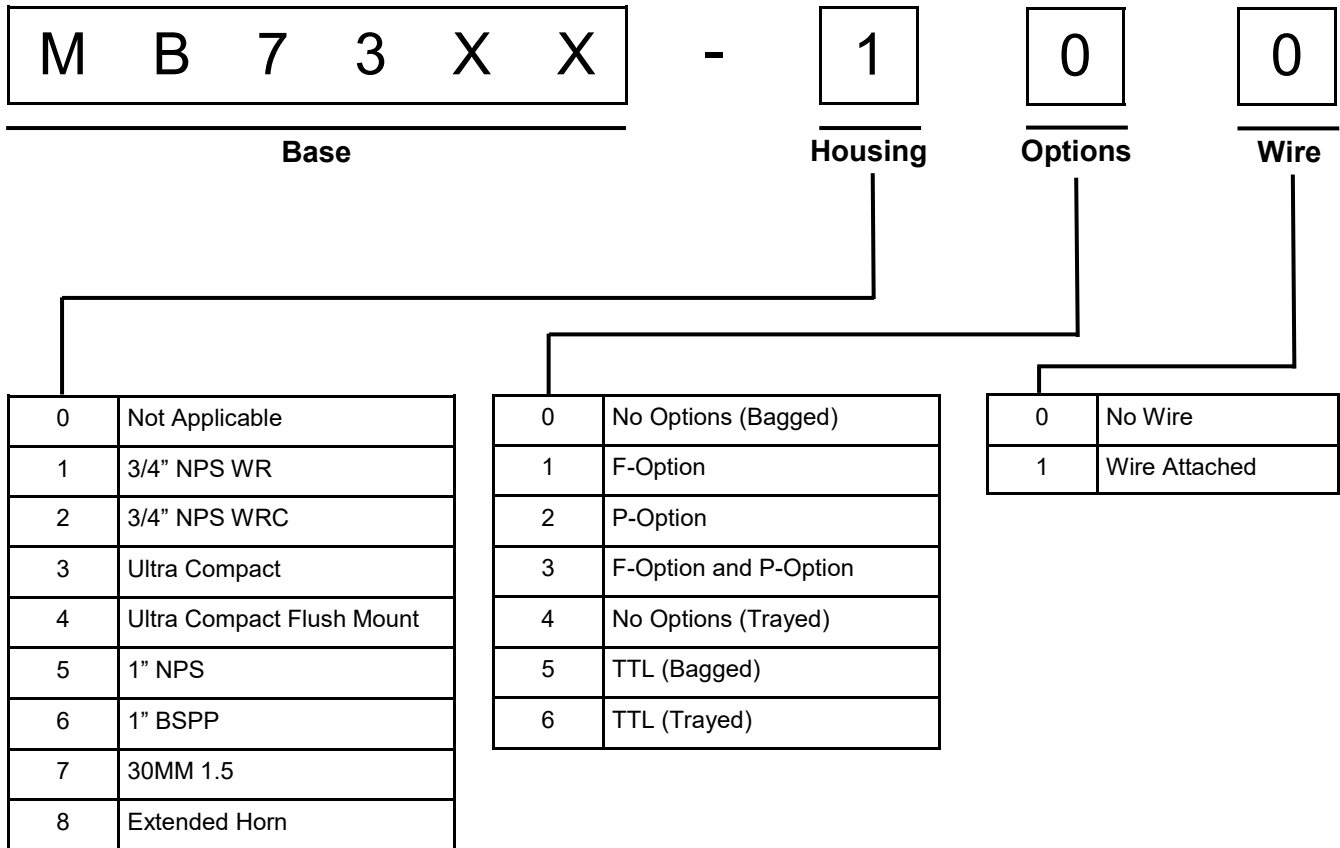 M B 7 3 X X - 1 0 0
Base Housing Options Wire
0 Not Applicable
1 3/4” NPS WR
2 3/4” NPS WRC
3 Ultra Compact
4 Ultra Compact Flush Mount
5 1” NPS
6 1” BSPP
7 30MM 1.5
8 Extended Horn
0 No Options (Bagged)
1 F-Option
2 P-Option
3 F-Option and P-Option
4 No Options (Trayed)
5 TTL (Bagged)
6 TTL (Trayed)
0 No Wire
1 Wire Attached